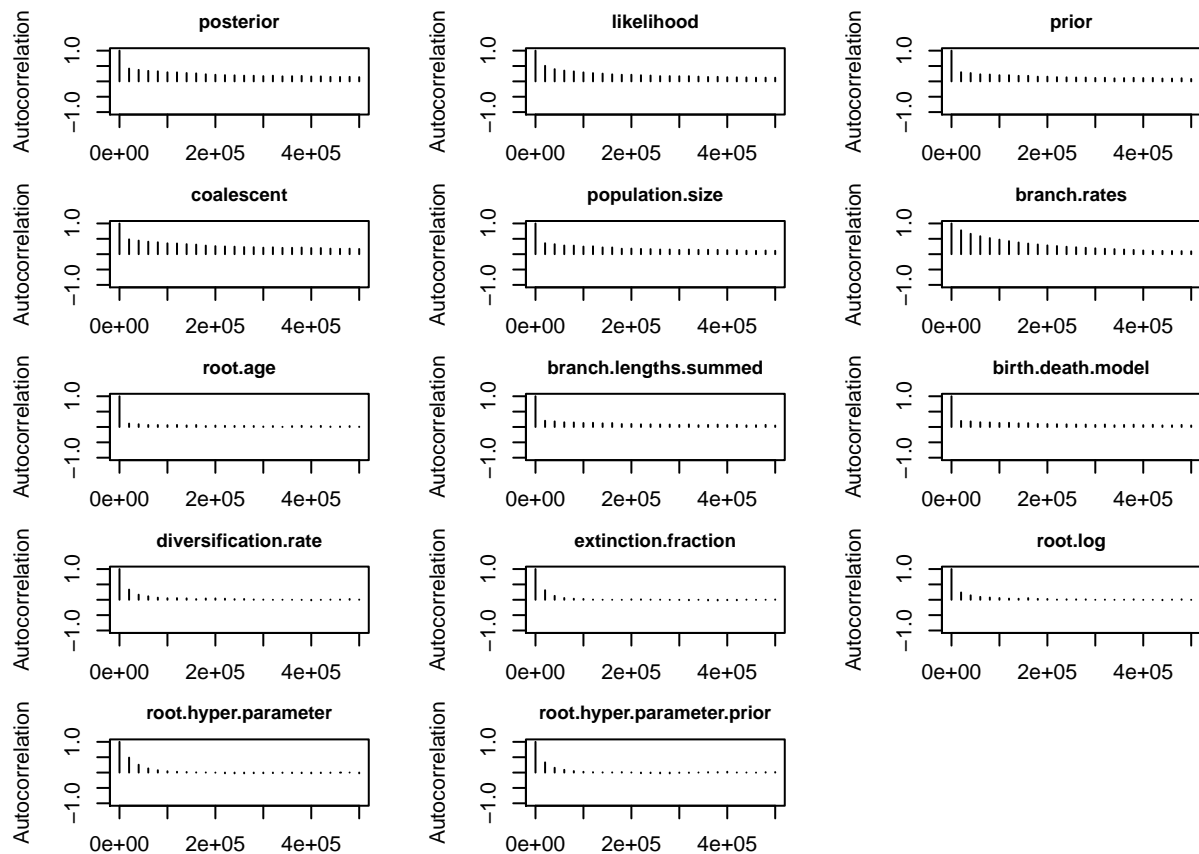 posterior
Autocorrelation
1.0
−1.0
0e+00 2e+05 4e+05
likelihood
Autocorrelation
1.0
−1.0
0e+00 2e+05 4e+05
prior
Autocorrelation
1.0
−1.0
0e+00 2e+05 4e+05
coalescent
Autocorrelation
1.0
−1.0
0e+00 2e+05 4e+05
population.size
Autocorrelation
1.0
−1.0
0e+00 2e+05 4e+05
branch.rates
Autocorrelation
1.0
−1.0
0e+00 2e+05 4e+05
root.age
Autocorrelation
1.0
−1.0
0e+00 2e+05 4e+05
branch.lengths.summed
Autocorrelation
1.0
−1.0
0e+00 2e+05 4e+05
birth.death.model
Autocorrelation
1.0
−1.0
0e+00 2e+05 4e+05
diversification.rate
Autocorrelation
1.0
−1.0
0e+00 2e+05 4e+05
extinction.fraction
Autocorrelation
1.0
−1.0
0e+00 2e+05 4e+05
root.log
Autocorrelation
1.0
−1.0
0e+00 2e+05 4e+05
root.hyper.parameter
Autocorrelation
1.0
−1.0
0e+00 2e+05 4e+05
root.hyper.parameter.prior
Autocorrelation
1.0
−1.0
0e+00 2e+05 4e+05